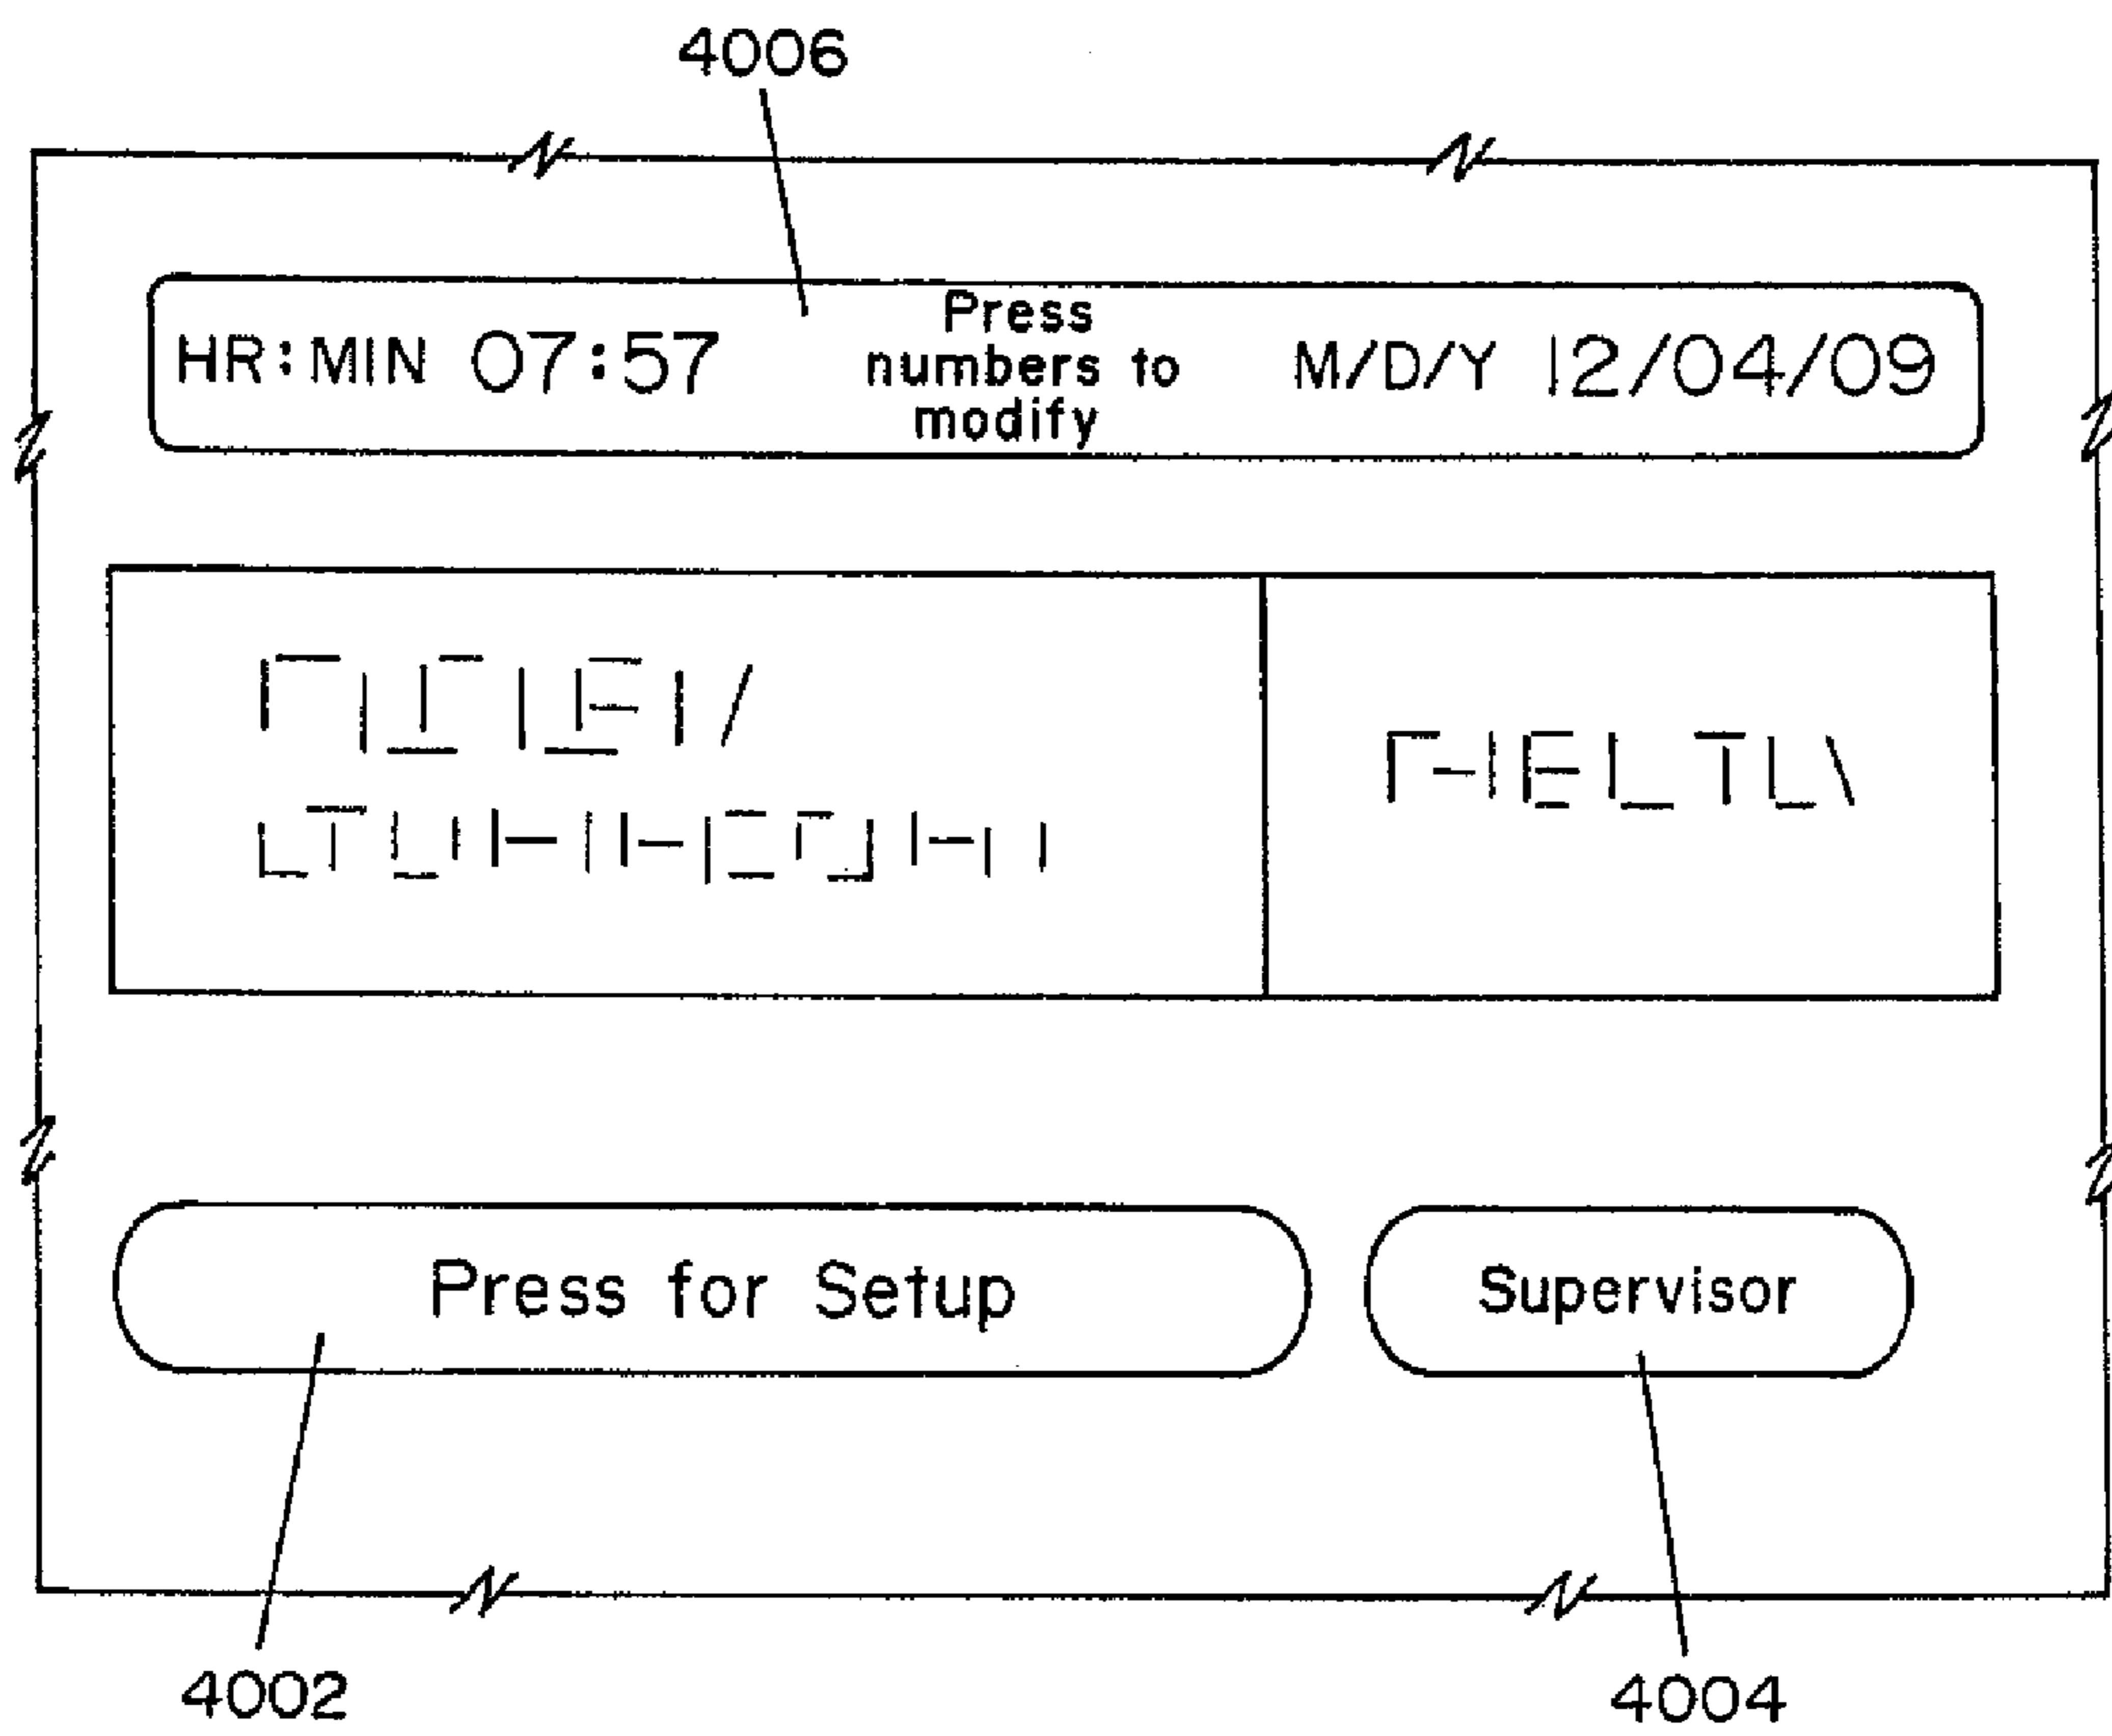 4006
HR:MIN 07:57 Press numbers to modify M/D/Y 12/04/09
Press for Setup
Supervisor
4002
4004